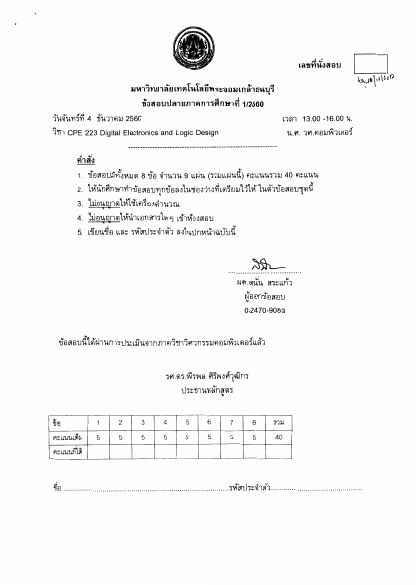 เลขที่นั่งสอบ
มหาวิทยาลัยเทคโนโลยีพระจอมเกล้าธนบุรี
ข้อสอบปลายภาคการศึกษาที่ 1/2560
วันจันทร์ที่ 4 ธันวาคม 2560 เวลา 13.00 -16.00 น.
วิชา CPE 223 Digital Electronics and Logic Design น.ศ. วศ.คอมพิวเตอร์
คำสั่ง
1. ข้อสอบมีทั้งหมด 8 ข้อ จำนวน 9 แผ่น (รวมแผ่นนี้) คะแนนรวม 40 คะแนน
2. ให้นักศึกษาทำข้อสอบทุกข้อลงในช่องว่างที่เตรียมไว้ให้ ในตัวข้อสอบชุดนี้
3. ไม่อนุญาตให้ใช้เครื่องคำนวณ
4. ไม่อนุญาตให้นำเอกสารใด ๆ เข้าห้องสอบ
5. เขียนชื่อ และ รหัสประจำตัว ลงในปกหน้าฉบับนี้
ผศ.สนั่น สระแก้ว
ผู้ออกข้อสอบ
0-2470-9083
ข้อสอบนี้ได้ผ่านการประเมินจากภาควิชาวิศวกรรมคอมพิวเตอร์แล้ว
รศ.ดร.พีรพล ศิริพงศ์วุฒิกร
ประธานหลักสูตร
ข้อ 1 2 3 4 5 6 7 8 รวม
คะแนนเต็ม 5 5 5 5 5 5 5 5 40
คะแนนที่ได้
ชื่อ ........................................................รหัสประจำตัว....................................